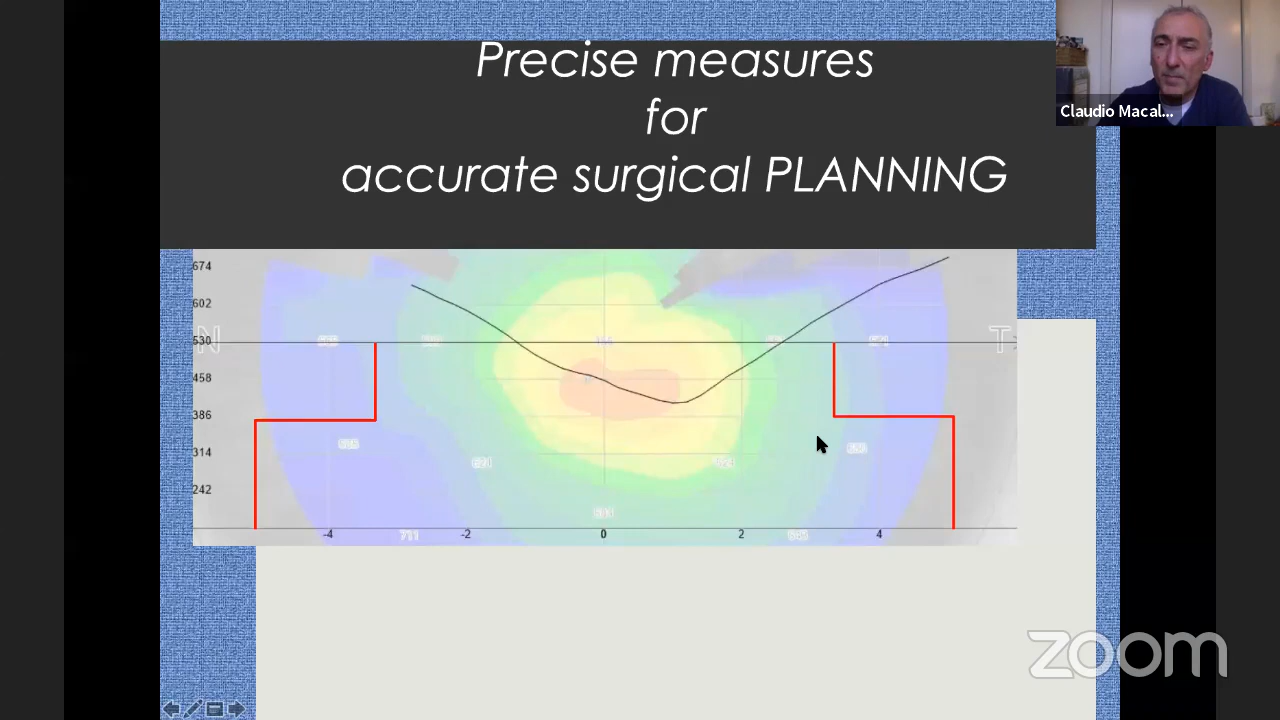 Precise measures
for
accurate surgical PLANNING
Claudio Macal...
674
602
N
T
530
458
386
314
242
-4
-2
0
2
4
zoom